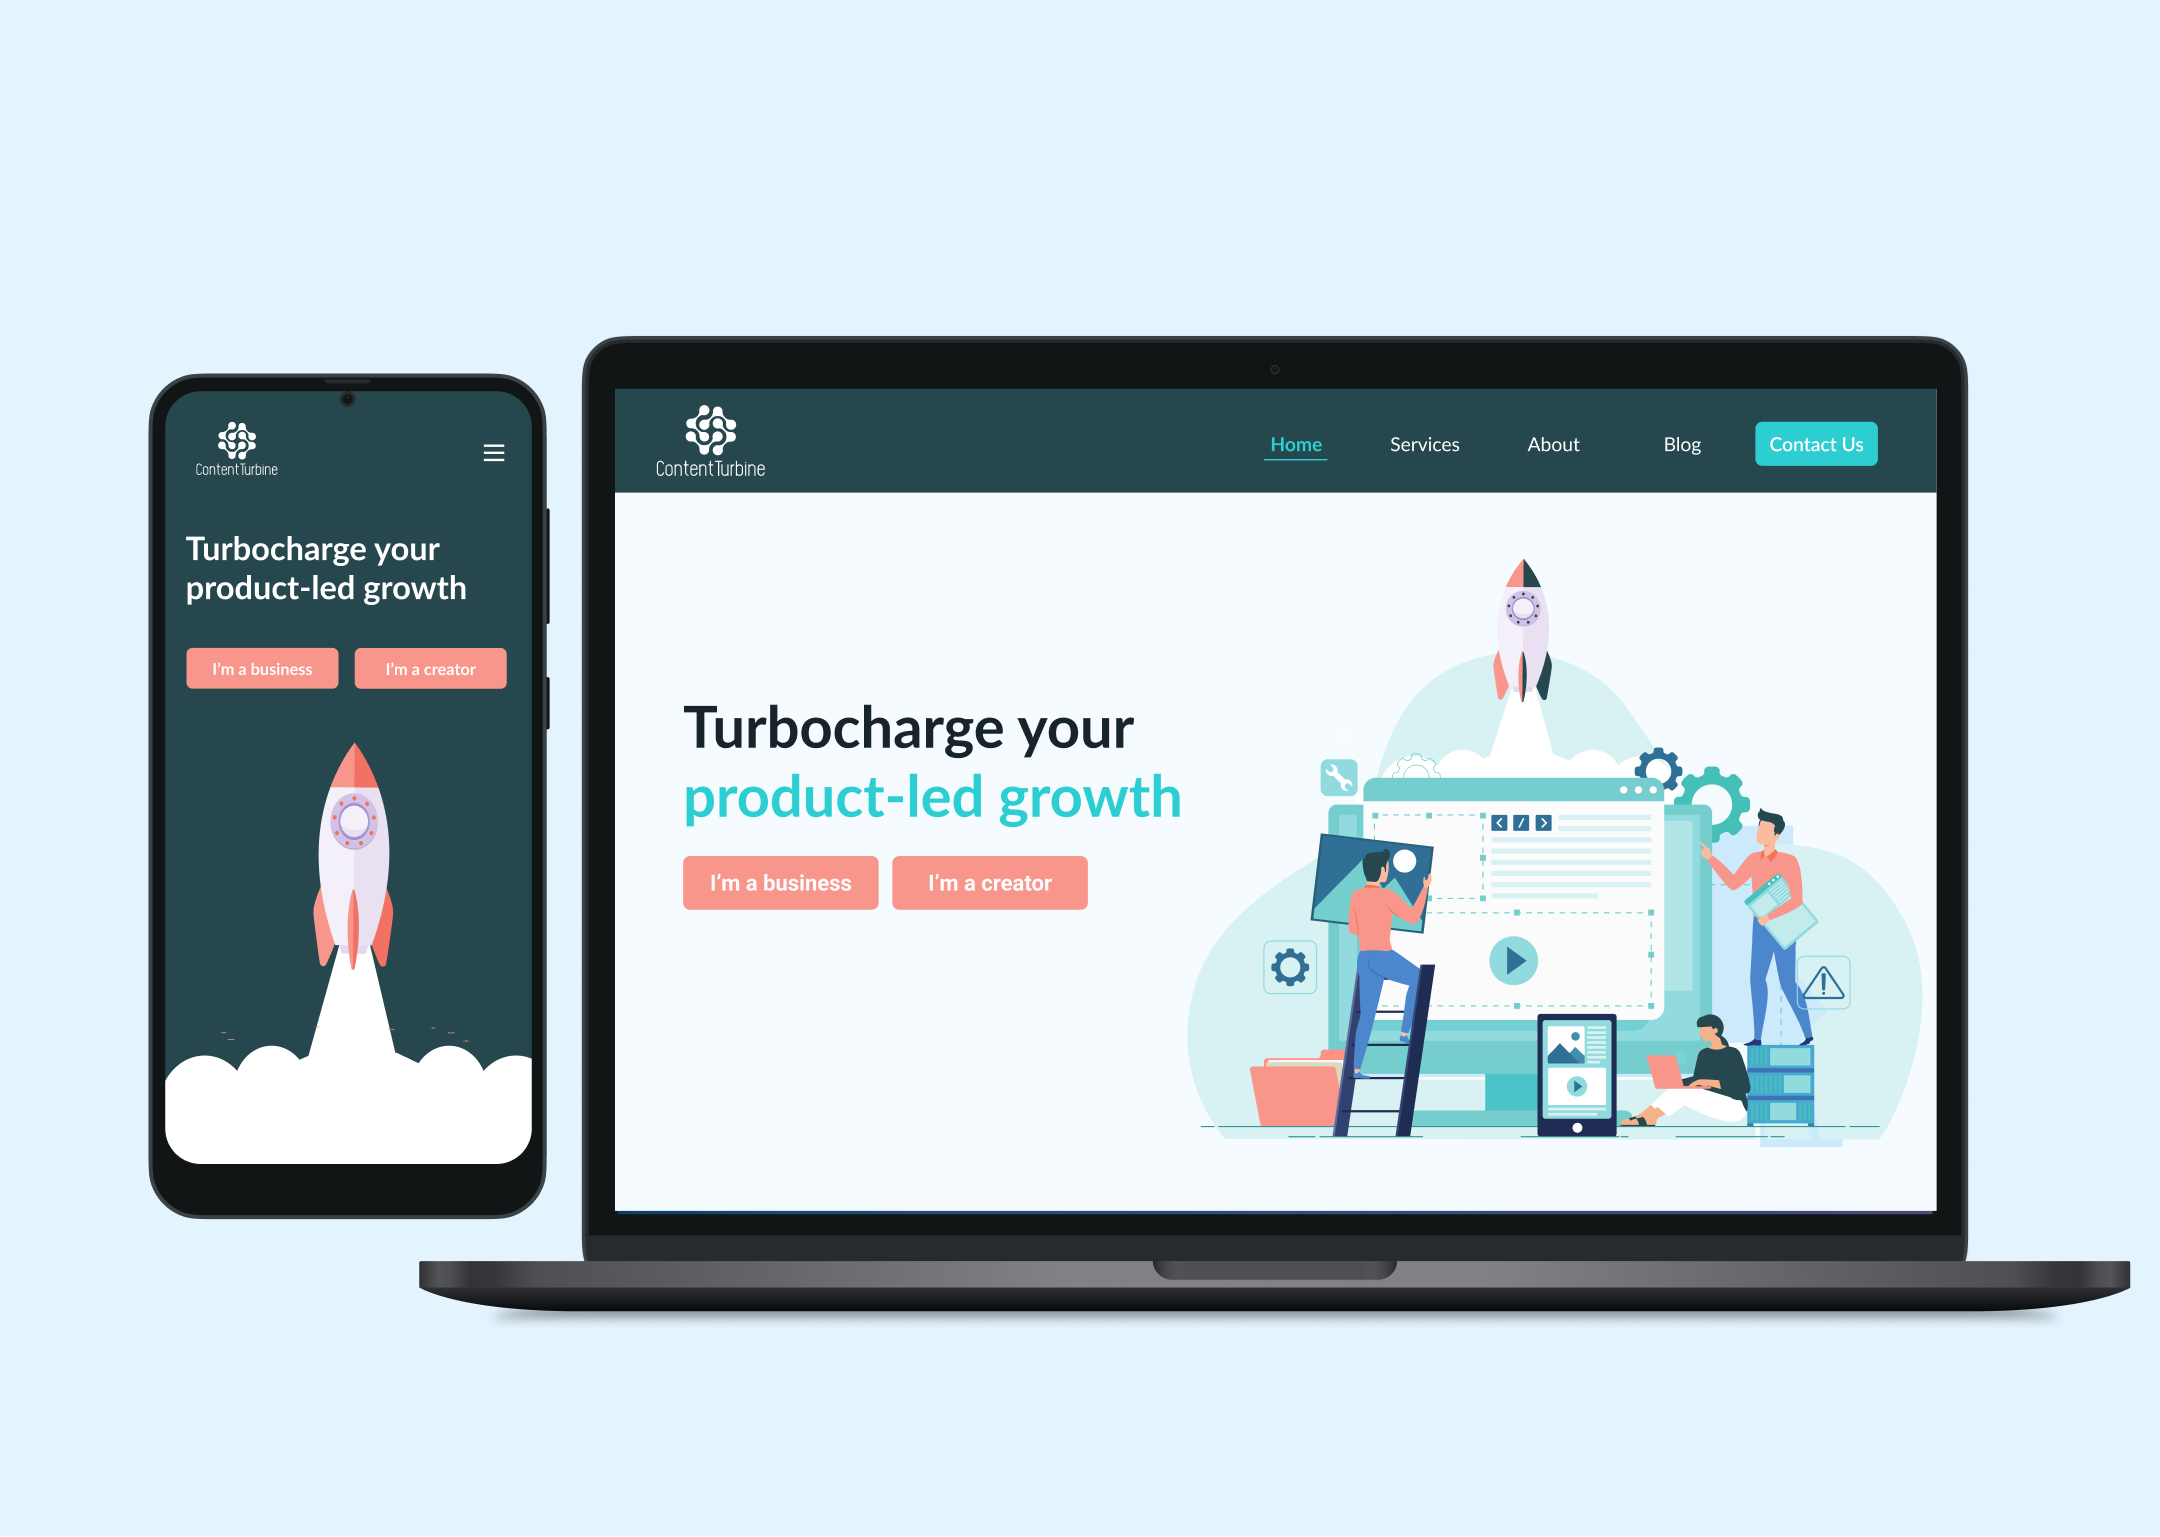 ContentTurbine
Turbocharge your
product-led growth
I'm a business
I'm a creator
ContentTurbine
Home
Services
About
Blog
Contact Us
Turbocharge your
product-led growth
I'm a business
I'm a creator